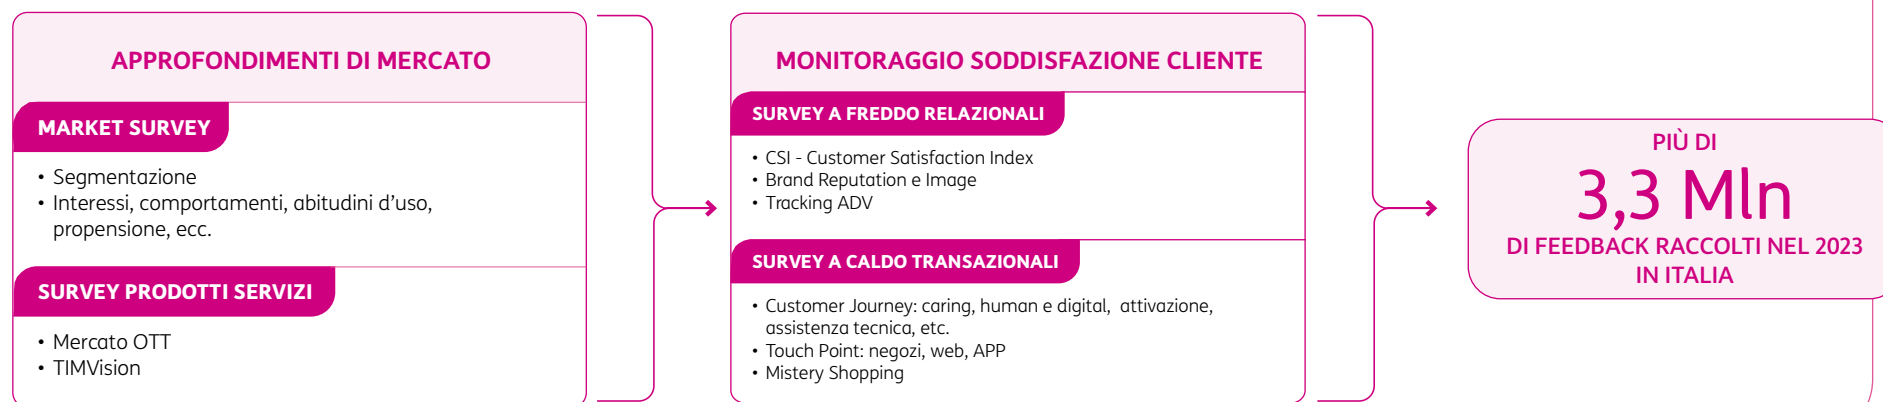 APPROFONDIMENTI DI MERCATO
MARKET SURVEY
• Segmentazione
• Interessi, comportamenti, abitudini d’uso,
propensione, ecc.
SURVEY PRODOTTI SERVIZI
• Mercato OTT
• TIMVision
MONITORAGGIO SODDISFAZIONE CLIENTE
SURVEY A FREDDO RELAZIONALI
• CSI - Customer Satisfaction Index
• Brand Reputation e Image
• Tracking ADV
SURVEY A CALDO TRANSAZIONALI
• Customer Journey: caring, human e digital, attivazione,
assistenza tecnica, etc.
• Touch Point: negozi, web, APP
• Mistery Shopping
PIÙ DI
3,3 Mln
DI FEEDBACK RACCOLTI NEL 2023
IN ITALIA